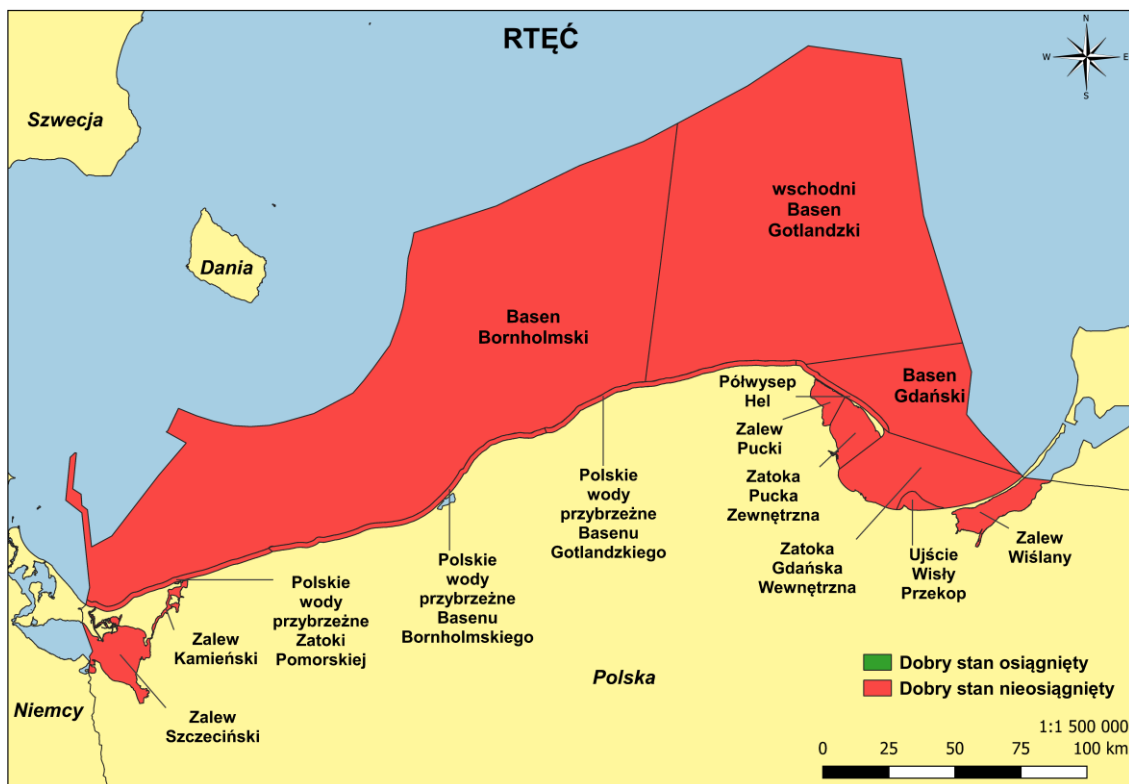 RTĘĆ
N
W
E
S
Szwecja
Dania
wschodni
Basen
Gotlandzki
Basen
Bornholmski
Basen
Gdański
Półwysep
Hel
Zalew
Pucki
Zatoka
Pucka
Zewnętrzna
Zatoka
Gdańska
Wewnętrzna
Ujście
Wisły
Przekop
Zalew
Wiślany
Polskie
wody
przybrzeżne
Basenu
Gotlandzkiego
Polskie
wody
przybrzeżne
Basenu
Bornholmskiego
Polskie
wody
przybrzeżne
Zatoki
Pomorskiej
Zalew
Kamieński
Zalew
Szczeciński
Niemcy
Polska
Dobry stan osiągnięty
Dobry stan nieosiągnięty
1:1 500 000
0 25 50 75 100 km